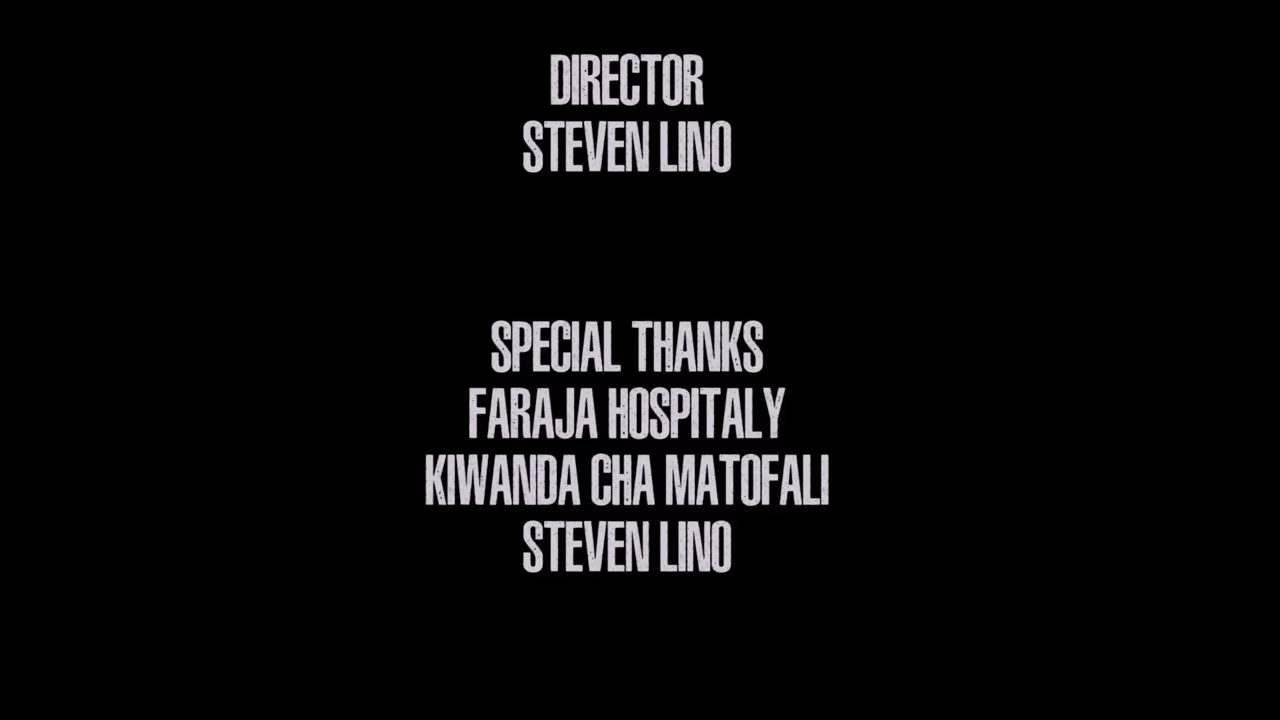 DIRECTOR
STEVEN LINO
SPECIAL THANKS
FARAJA HOSPITALY
KIWANDA CHA MATOFALI
STEVEN LINO